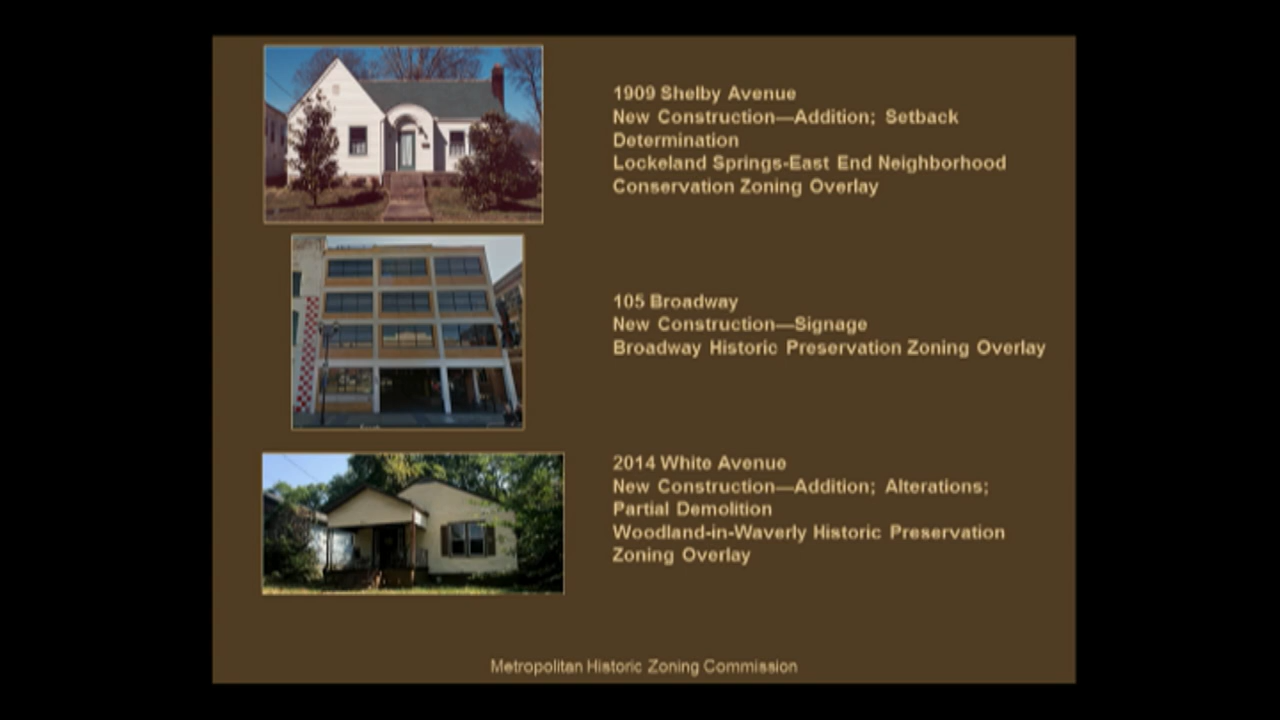 1909 Shelby Avenue
New Construction—Addition; Setback
Determination
Lockeland Springs-East End Neighborhood
Conservation Zoning Overlay
105 Broadway
New Construction—Signage
Broadway Historic Preservation Zoning Overlay
2014 White Avenue
New Construction—Addition; Alterations;
Partial Demolition
Woodland-in-Waverly Historic Preservation
Zoning Overlay
Metropolitan Historic Zoning Commission